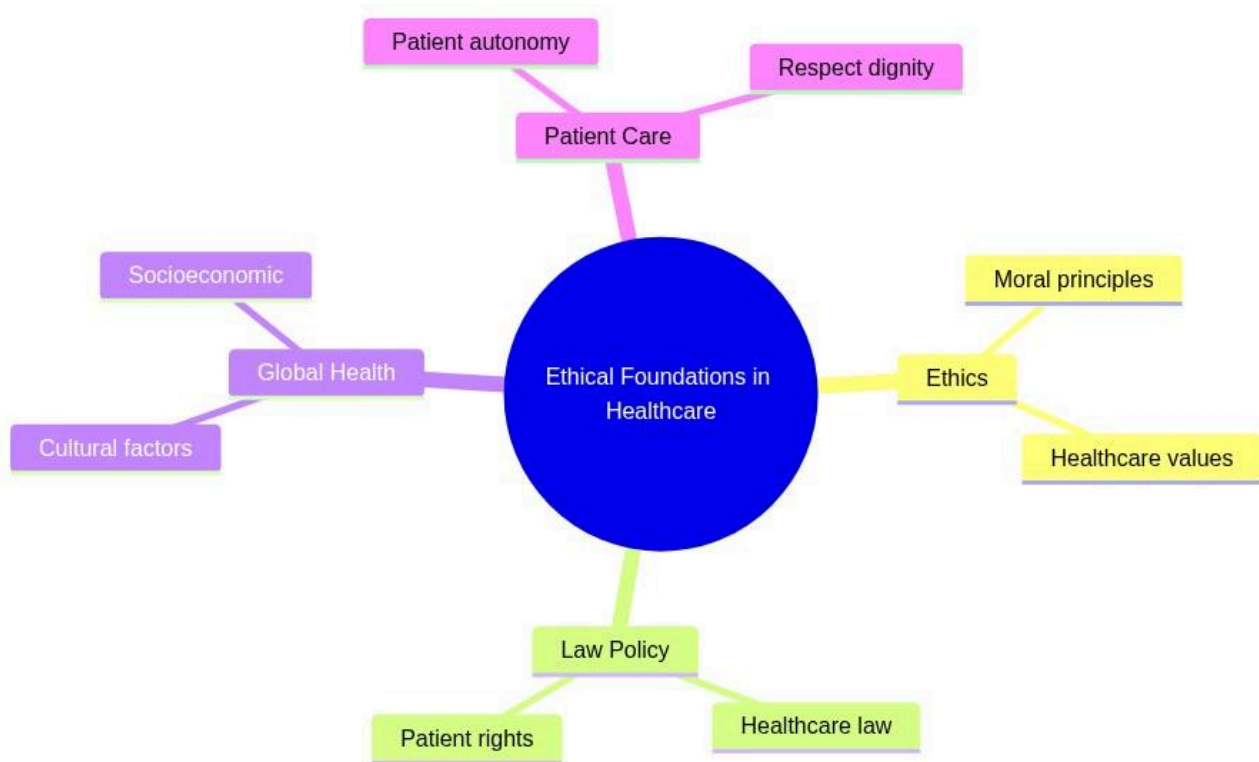 Patient autonomy
Respect dignity
Patient Care
Socioeconomic
Moral principles
Global Health
Ethical Foundations in
Healthcare
Ethics
Cultural factors
Healthcare values
Law Policy
Patient rights
Healthcare law